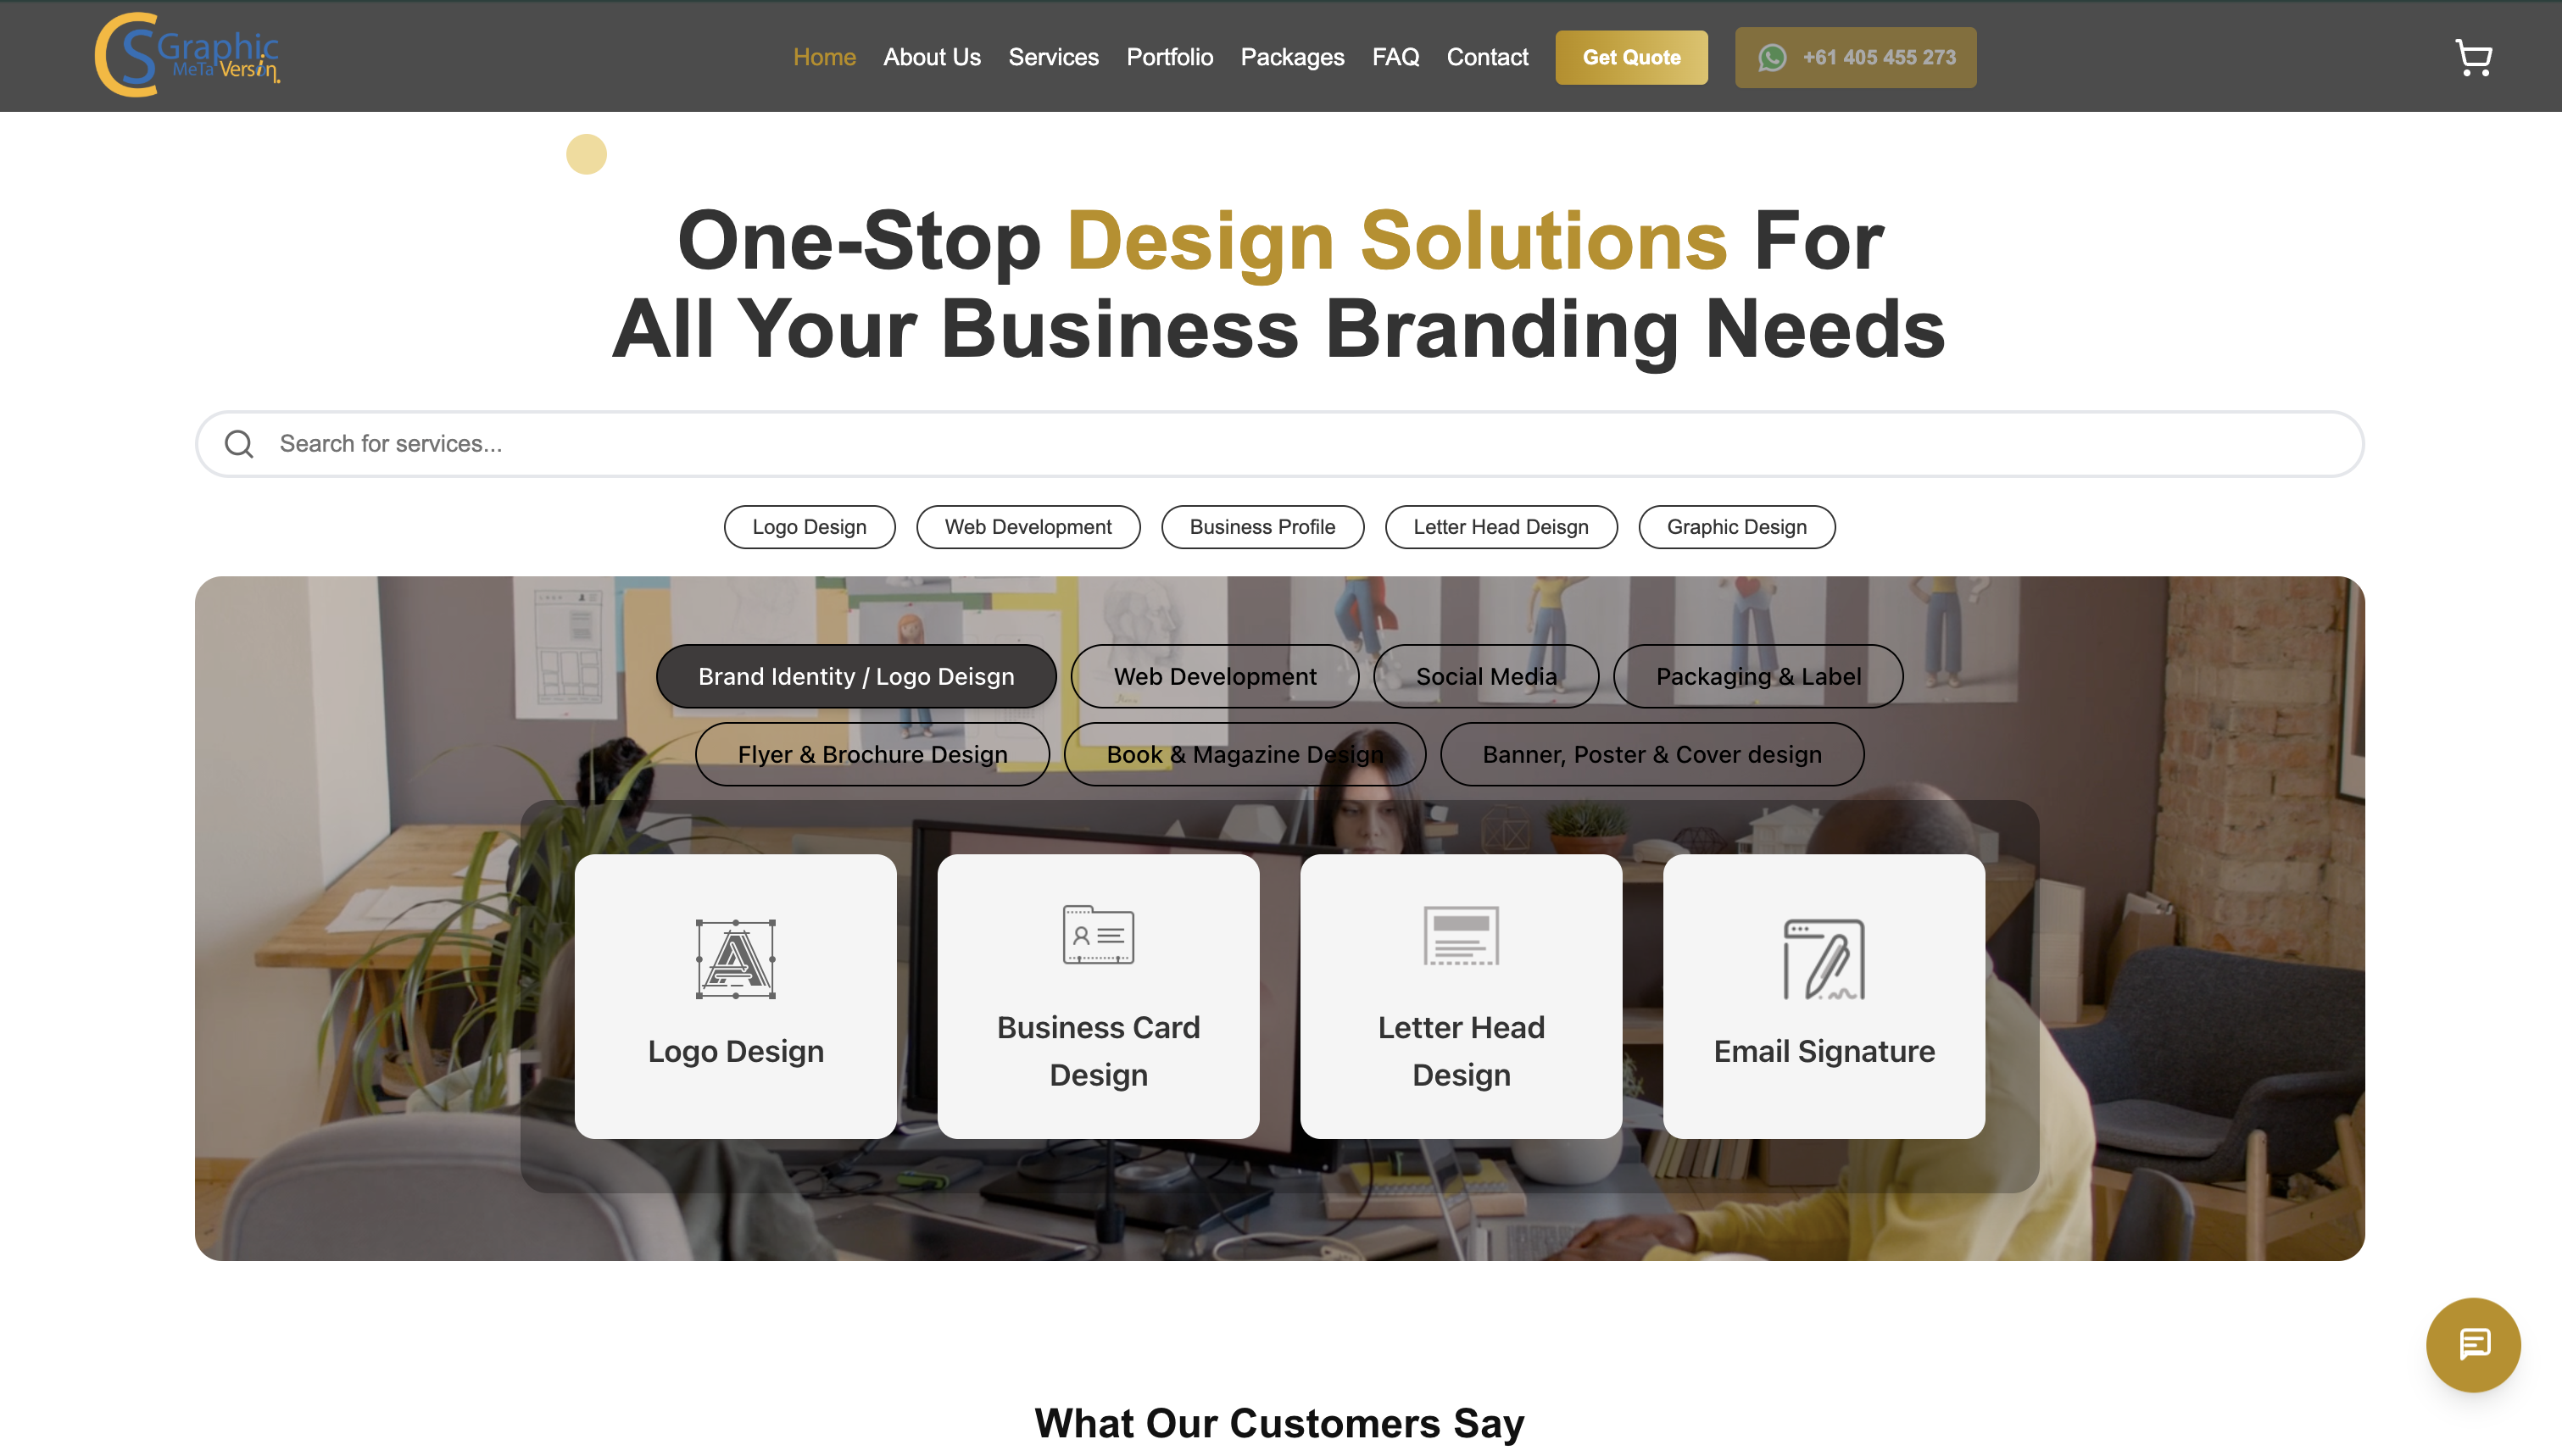 CS Graphic
MeTa Version.
Home
About Us
Services
Portfolio
Packages
FAQ
Contact
Get Quote
+61 405 455 273
One-Stop Design Solutions For
All Your Business Branding Needs
Search for services...
Logo Design
Web Development
Business Profile
Letter Head Deisgn
Graphic Design
Brand Identity / Logo Deisgn
Web Development
Social Media
Packaging & Label
Flyer & Brochure Design
Book & Magazine Design
Banner, Poster & Cover design
Logo Design
Business Card
Design
Letter Head
Design
Email Signature
What Our Customers Say